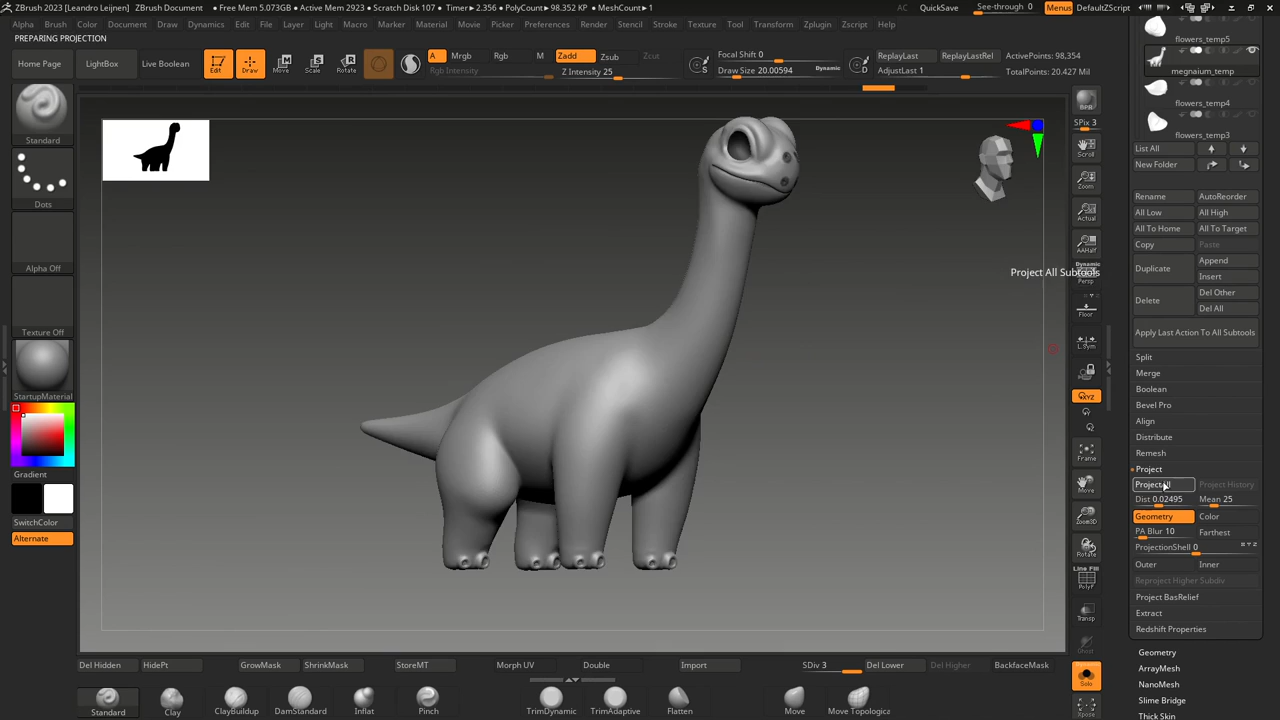 ZBrush 2023 [Leandro Leijnen] ZBrush Document ● Free Mem 5.073GB ● Active Mem 2923 ● Scratch Disk 107 ● Timer ▸ 2.356 ● PolyCount ▸ 98.352 KP ● MeshCount ▸ 1 AC QuickSave See-through 0 Menus DefaultZScript
Alpha Brush Color Document Draw Dynamics Edit File Layer Light Macro Marker Material Movie Picker Preferences Render Stencil Stroke Texture Tool Transform Zplugin Zscript Help
PREPARING PROJECTION
Home Page LightBox Live Boolean Edit Draw Move Scale Rotate
A Mrgb Rgb M Zadd Zsub Zcut
Rgb Intensity Z Intensity 25
Focal Shift 0
Draw Size 20.00594 Dynamic
S D
ReplayLast ReplayLastRel
AdjustLast 1
ActivePoints: 98,354
TotalPoints: 20.427 Mil
Standard
Dots
Alpha Off
Texture Off
StartupMaterial
Gradient
SwitchColor
Alternate
Project All Subtools
BPR
SPix 3
Scroll
Zoom
Actual
AAHalf
Dynamic
Persp
Floor
L.Sym
XYZ
Frame
Move
Zoom3D
Rotate
Line Fill
PolyF
Transp
Ghost
Dynamic
Solo
Xpose
flowers_temp5
megnaium_temp
flowers_temp4
flowers_temp3
List All
New Folder
Rename AutoReorder
All Low All High
All To Home All To Target
Copy Paste
Duplicate Append
Insert
Delete Del Other
Del All
Apply Last Action To All Subtools
Split
Merge
Boolean
Bevel Pro
Align
Distribute
Remesh
Project
ProjectAll Project History
Dist 0.02495 Mean 25
Geometry Color
PA Blur 10 Farthest
ProjectionShell 0
Outer Inner
Reproject Higher Subdiv
Project BasRelief
Extract
Redshift Properties
Geometry
ArrayMesh
NanoMesh
Slime Bridge
Thick Skin
Del Hidden HidePt GrowMask ShrinkMask StoreMT Morph UV Double Import SDiv 3 Del Lower Del Higher BackfaceMask
Standard Clay ClayBuildup DamStandard Inflat Pinch TrimDynamic TrimAdaptive Flatten Move Move Topologica